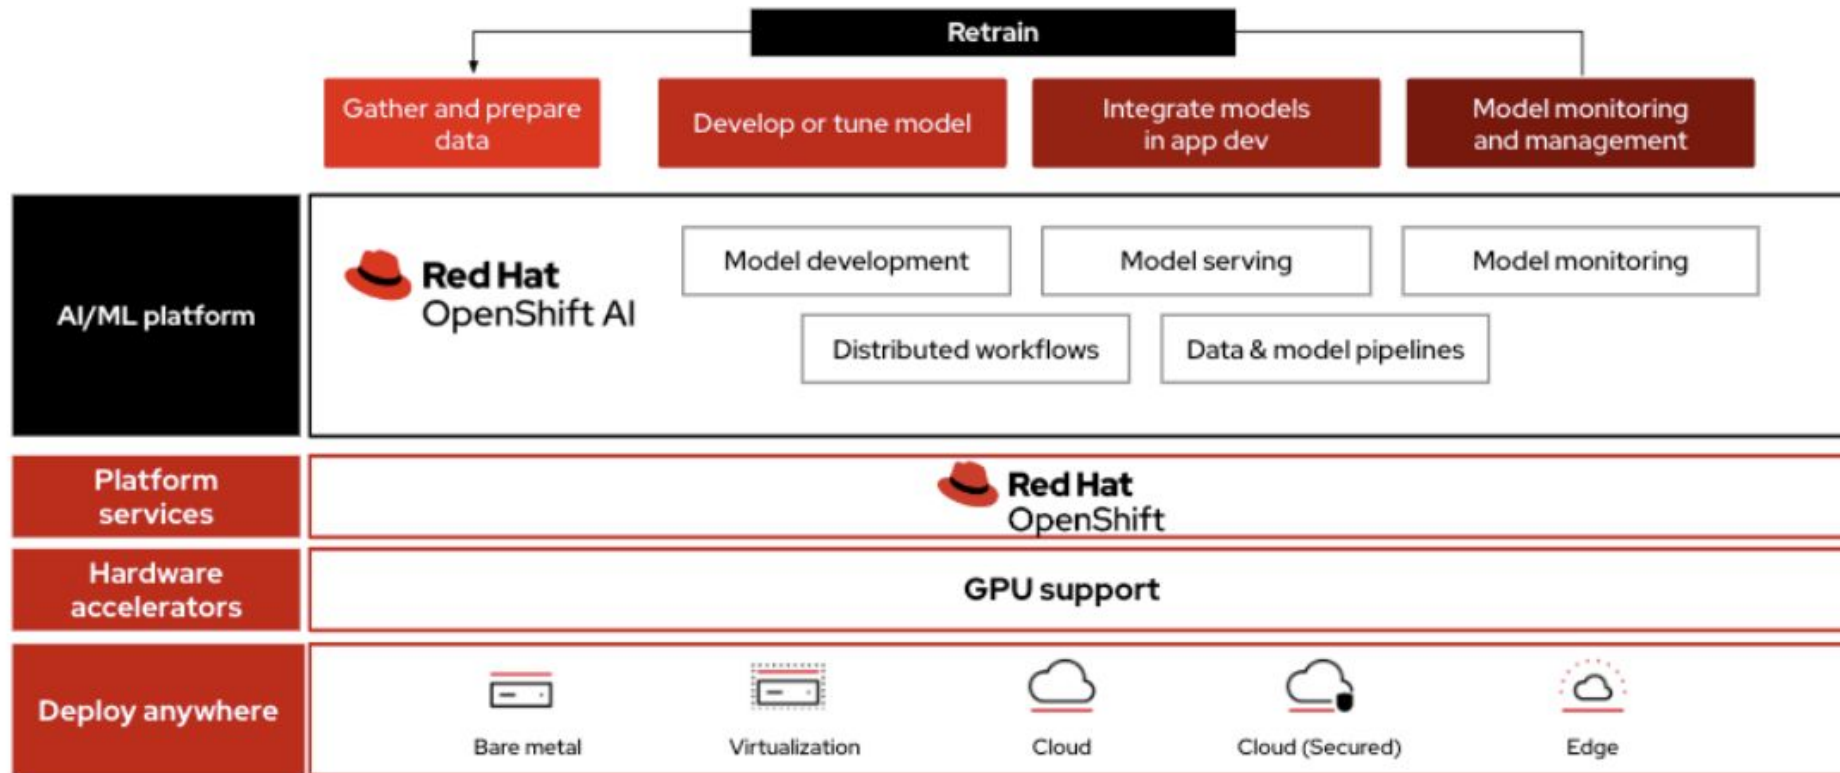 Retrain
Gather and prepare
data
Develop or tune model
Integrate models
in app dev
Model monitoring
and management
AI/ML platform
Red Hat
OpenShift AI
Model development
Model serving
Model monitoring
Distributed workflows
Data & model pipelines
Platform
services
Red Hat
OpenShift
Hardware
accelerators
GPU support
Deploy anywhere
Bare metal
Virtualization
Cloud
Cloud (Secured)
Edge